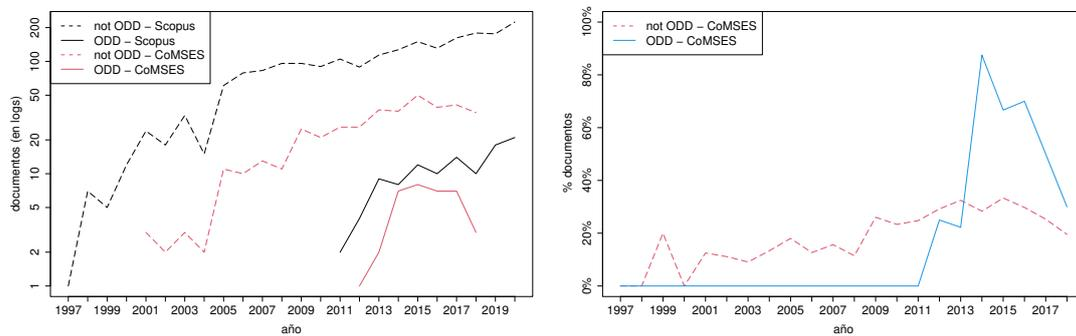 not ODD − Scopus
ODD − Scopus
not ODD − CoMSES
ODD − CoMSES
documentos (en logs)
200
100
50
20
10
5
2
1
1997 1999 2001 2003 2005 2007 2009 2011 2013 2015 2017 2019
año
not ODD − CoMSES
ODD − CoMSES
% documentos
100%
80%
60%
40%
20%
0%
1997 1999 2001 2003 2005 2007 2009 2011 2013 2015 2017
año